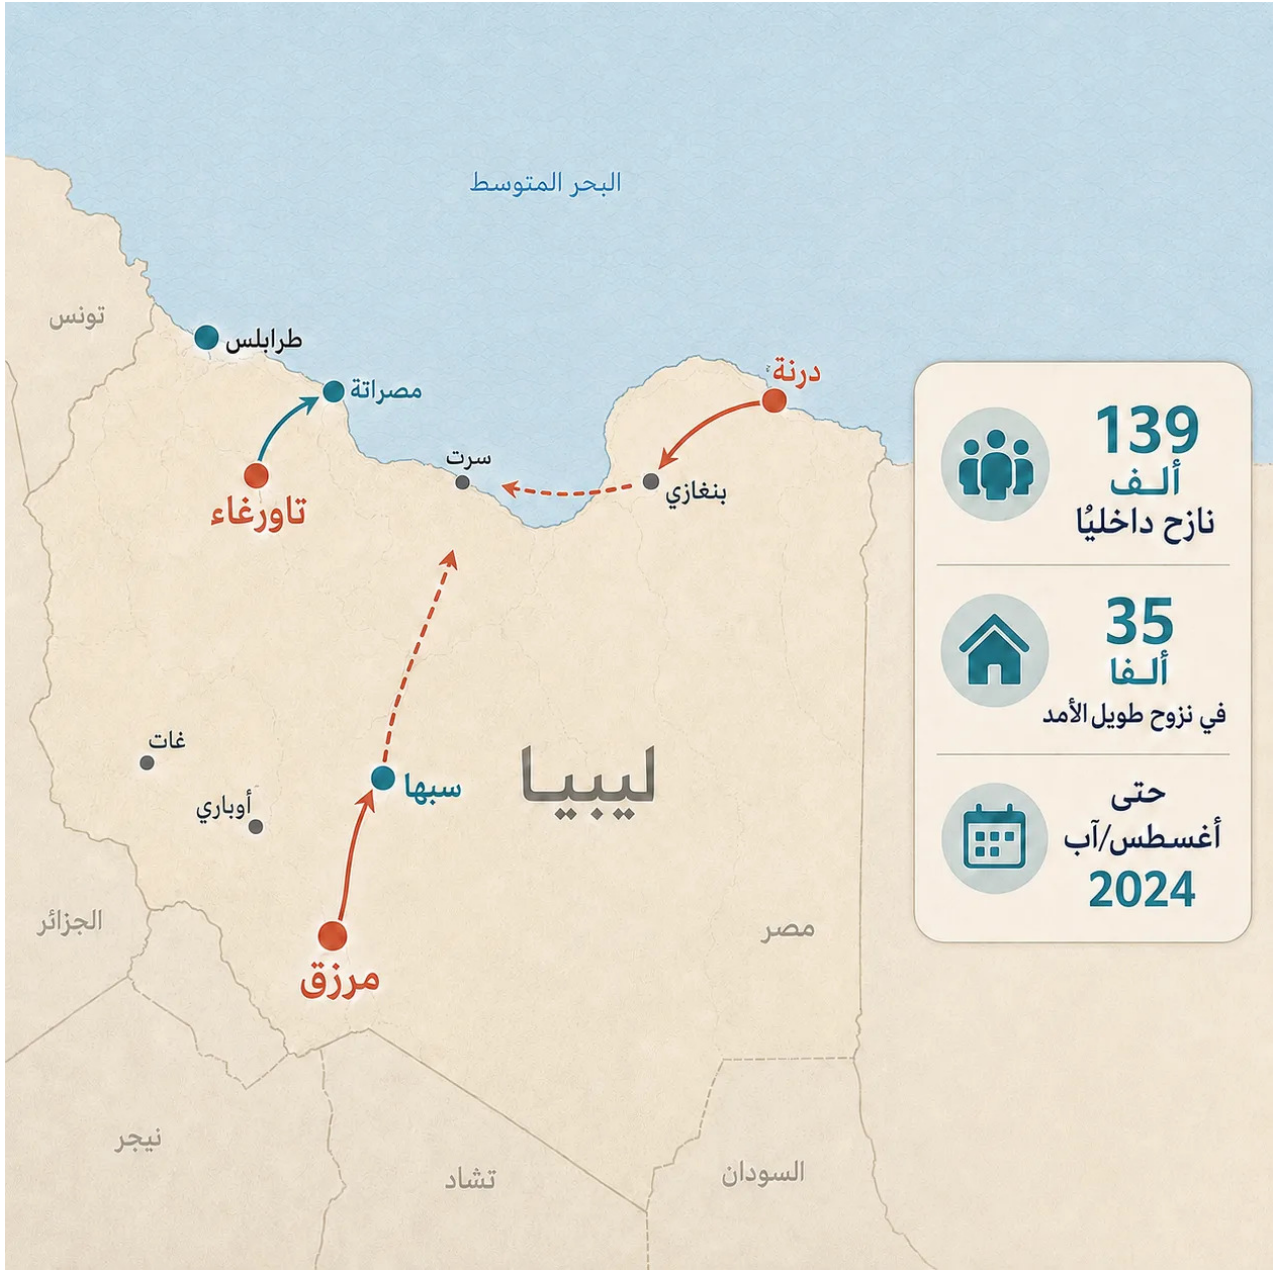 البحر المتوسط
تونس
طرابلس
مصراتة
درنة
سرت
بنغازي
تاورغاء
غات
أوباري
سبها
ليبيا
مرزق
الجزائر
مصر
نيجر
تشاد
السودان
139
ألف
نازح داخليُا
35
ألفا
في نزوح طويل الأمد
حتى
أغسطس/آب
2024